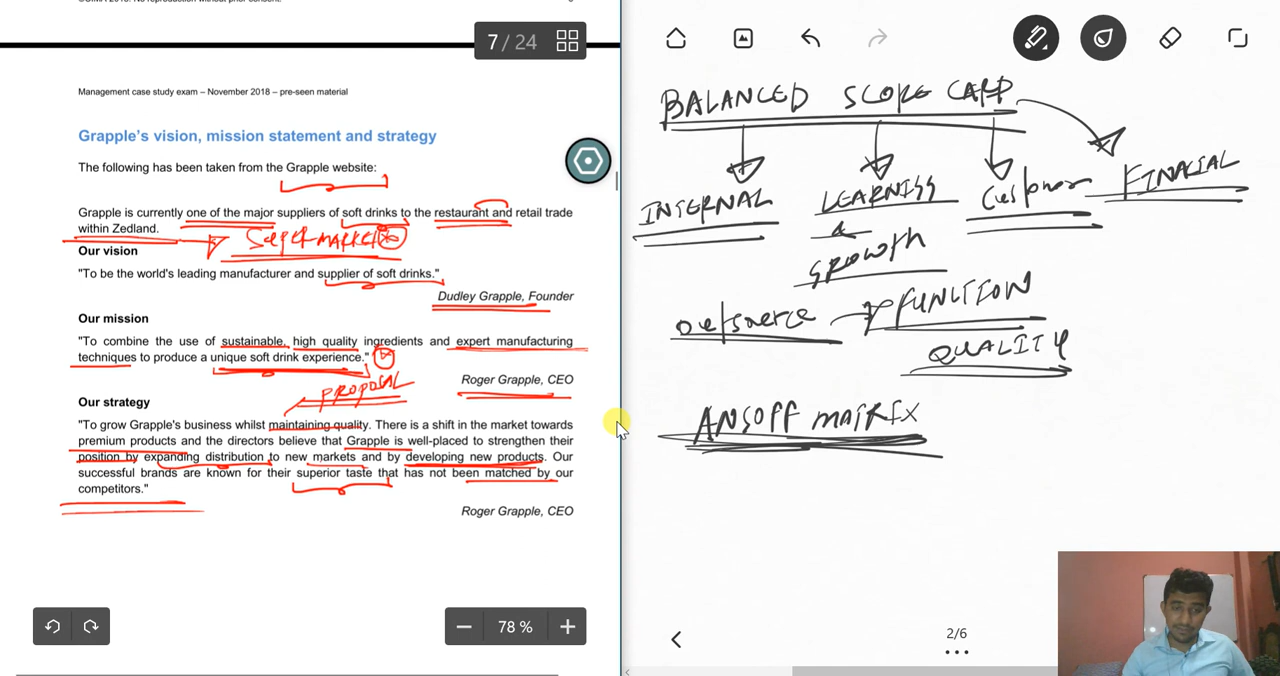 7 / 24
Management case study exam – November 2018 – pre-seen material
Grapple's vision, mission statement and strategy
The following has been taken from the Grapple website:
Grapple is currently one of the major suppliers of soft drinks to the restaurant and retail trade
within Zedland.
SUPERMARKET
Our vision
"To be the world's leading manufacturer and supplier of soft drinks."
Dudley Grapple, Founder
Our mission
"To combine the use of sustainable, high quality ingredients and expert manufacturing
techniques to produce a unique soft drink experience."
Roger Grapple, CEO
PROPOSAL
Our strategy
"To grow Grapple's business whilst maintaining quality. There is a shift in the market towards
premium products and the directors believe that Grapple is well-placed to strengthen their
position by expanding distribution to new markets and by developing new products. Our
successful brands are known for their superior taste that has not been matched by our
competitors."
Roger Grapple, CEO
78 %
BALANCED SCORE CARD
INTERNAL
LEARNISS
&
GROWTH
Customer
FINACIAL
outsource
FUNCTION
QUALITY
ANSOFF MATRIX
2/6